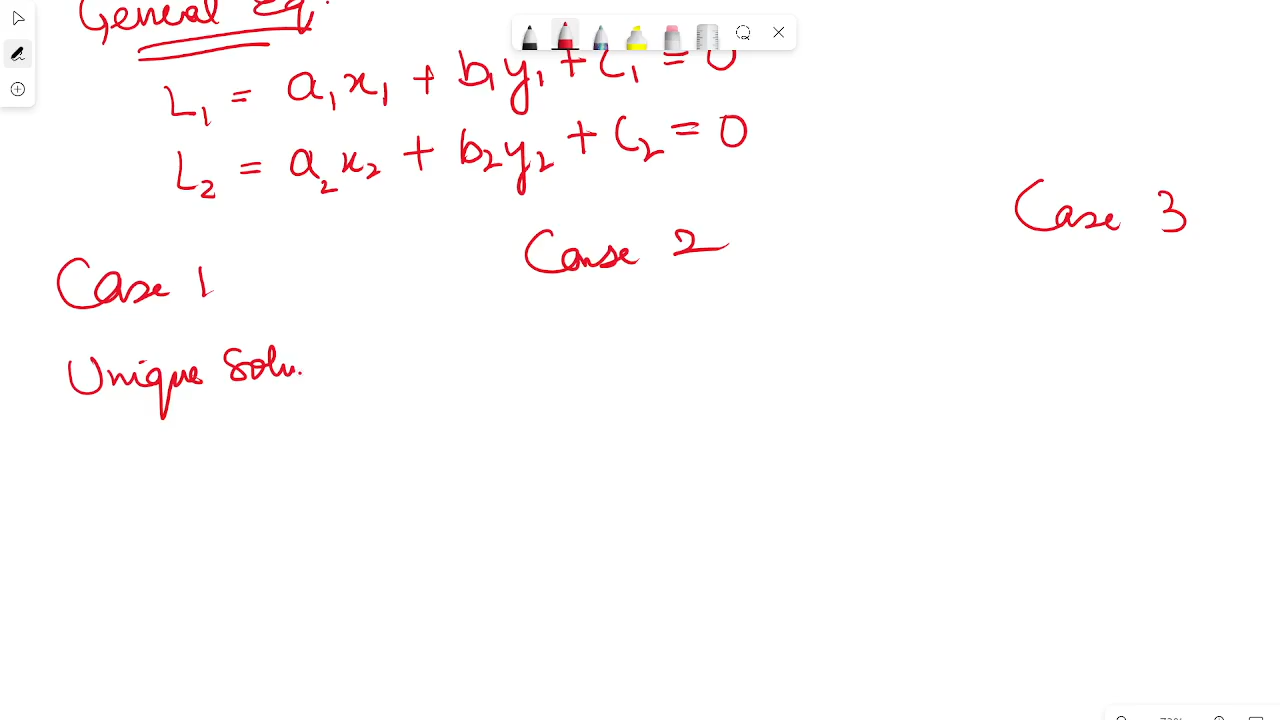 General Eq.
L₁ = a₁x₁ + b₁y₁ + C₁ = 0
L₂ = a₂x₂ + b₂y₂ + C₂ = 0
Case 1
Case 2
Case 3
Unique Solu.